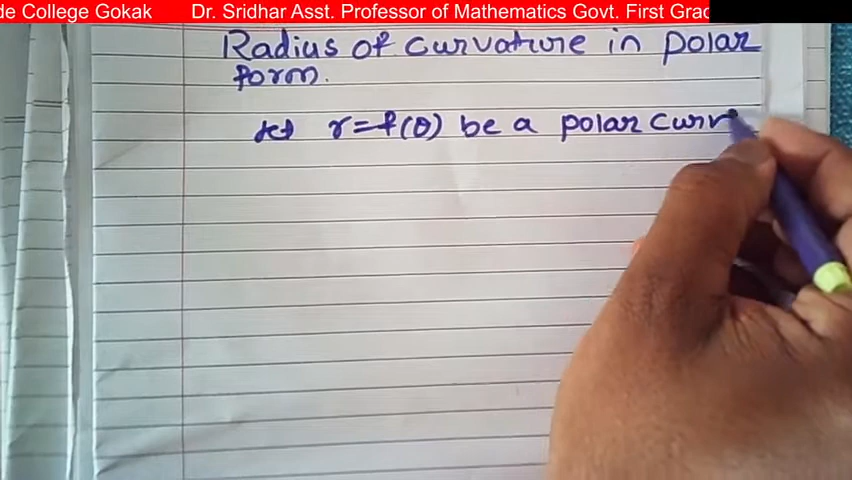 de College Gokak Dr. Sridhar Asst. Professor of Mathematics Govt. First Grad
Radius of curvature in polar
form.
Let r=f(θ) be a polar curv